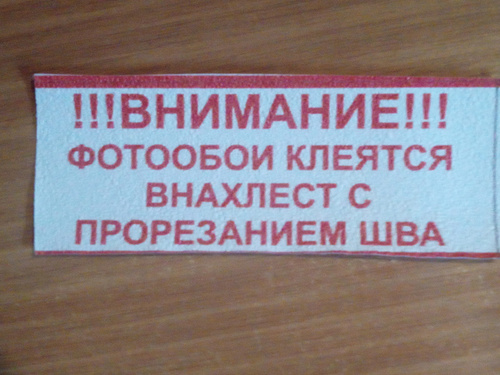 !!!ВНИМАНИЕ!!!
ФОТООБОИ КЛЕЯТСЯ
ВНАХЛЕСТ С
ПРОРЕЗАНИЕМ ШВА